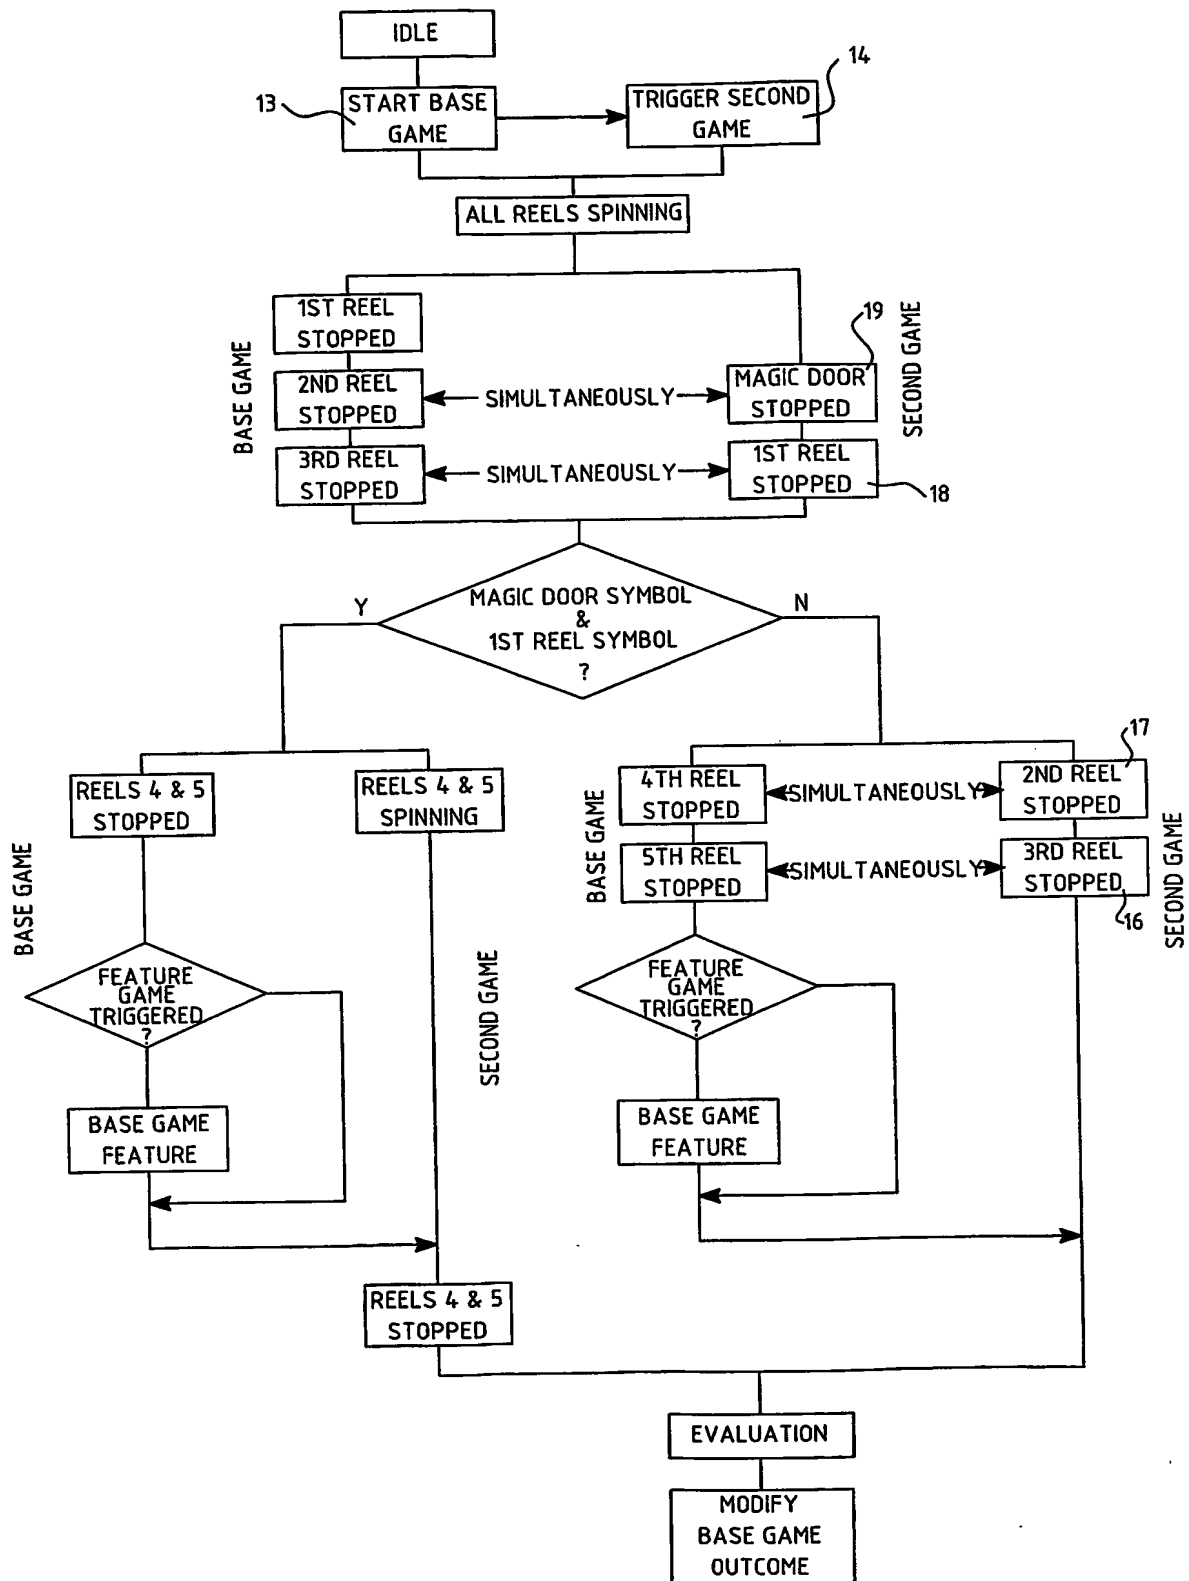 IDLE
14
13
START BASE
GAME
TRIGGER SECOND
GAME
ALL REELS SPINNING
BASE GAME
1ST REEL
STOPPED
2ND REEL
STOPPED
3RD REEL
STOPPED
SIMULTANEOUSLY
SIMULTANEOUSLY
19
MAGIC DOOR
STOPPED
1ST REEL
STOPPED
18
SECOND GAME
Y
MAGIC DOOR SYMBOL
&
1ST REEL SYMBOL
?
N
BASE GAME
REELS 4 & 5
STOPPED
FEATURE
GAME
TRIGGERED
?
BASE GAME
FEATURE
REELS 4 & 5
SPINNING
SECOND GAME
REELS 4 & 5
STOPPED
BASE GAME
4TH REEL
STOPPED
5TH REEL
STOPPED
SIMULTANEOUSLY
SIMULTANEOUSLY
17
2ND REEL
STOPPED
3RD REEL
STOPPED
16
SECOND GAME
FEATURE
GAME
TRIGGERED
?
BASE GAME
FEATURE
EVALUATION
MODIFY
BASE GAME
OUTCOME